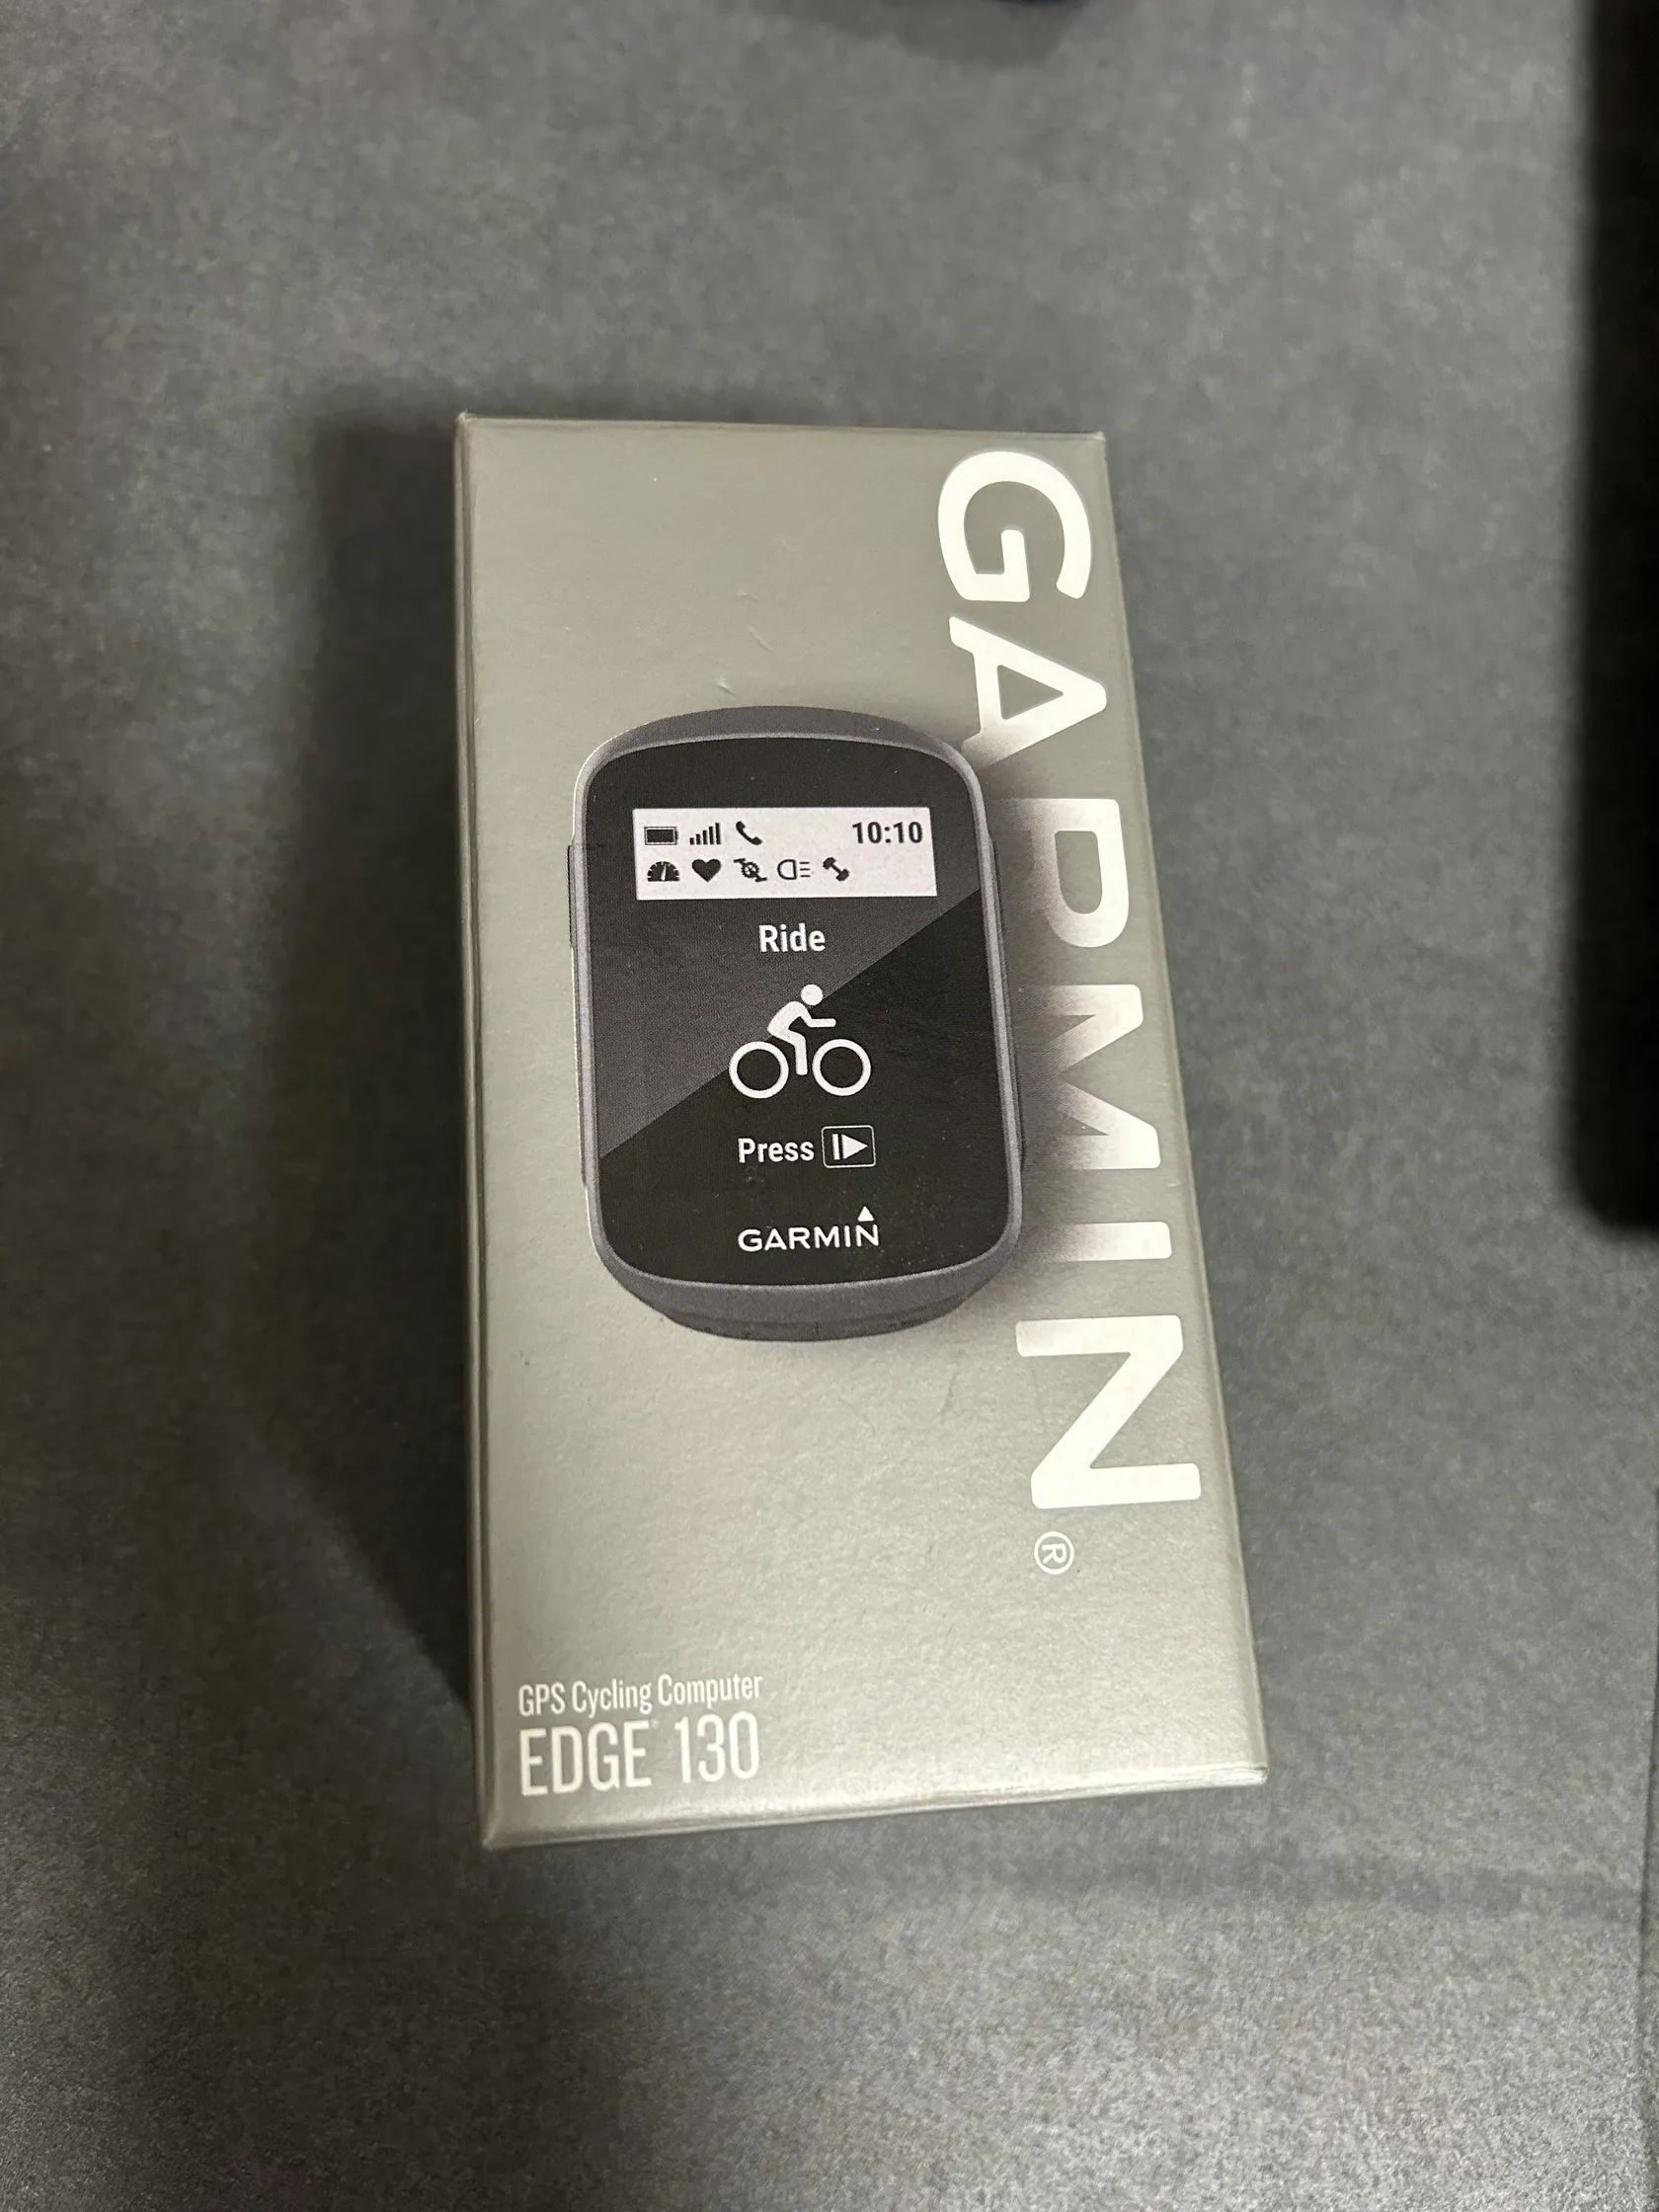 GARMIN®
10:10
Ride
Press
GARMIN
GPS Cycling Computer
EDGE 130